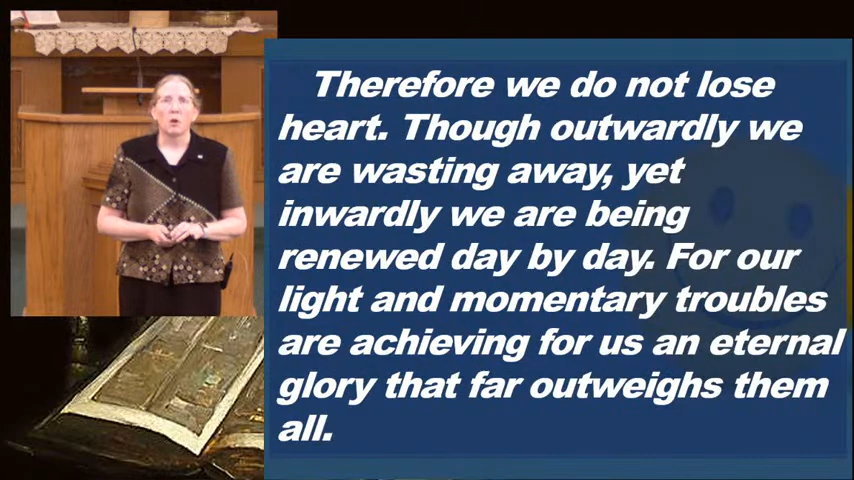 Therefore we do not lose
heart. Though outwardly we
are wasting away, yet
inwardly we are being
renewed day by day. For our
light and momentary troubles
are achieving for us an eternal
glory that far outweighs them
all.